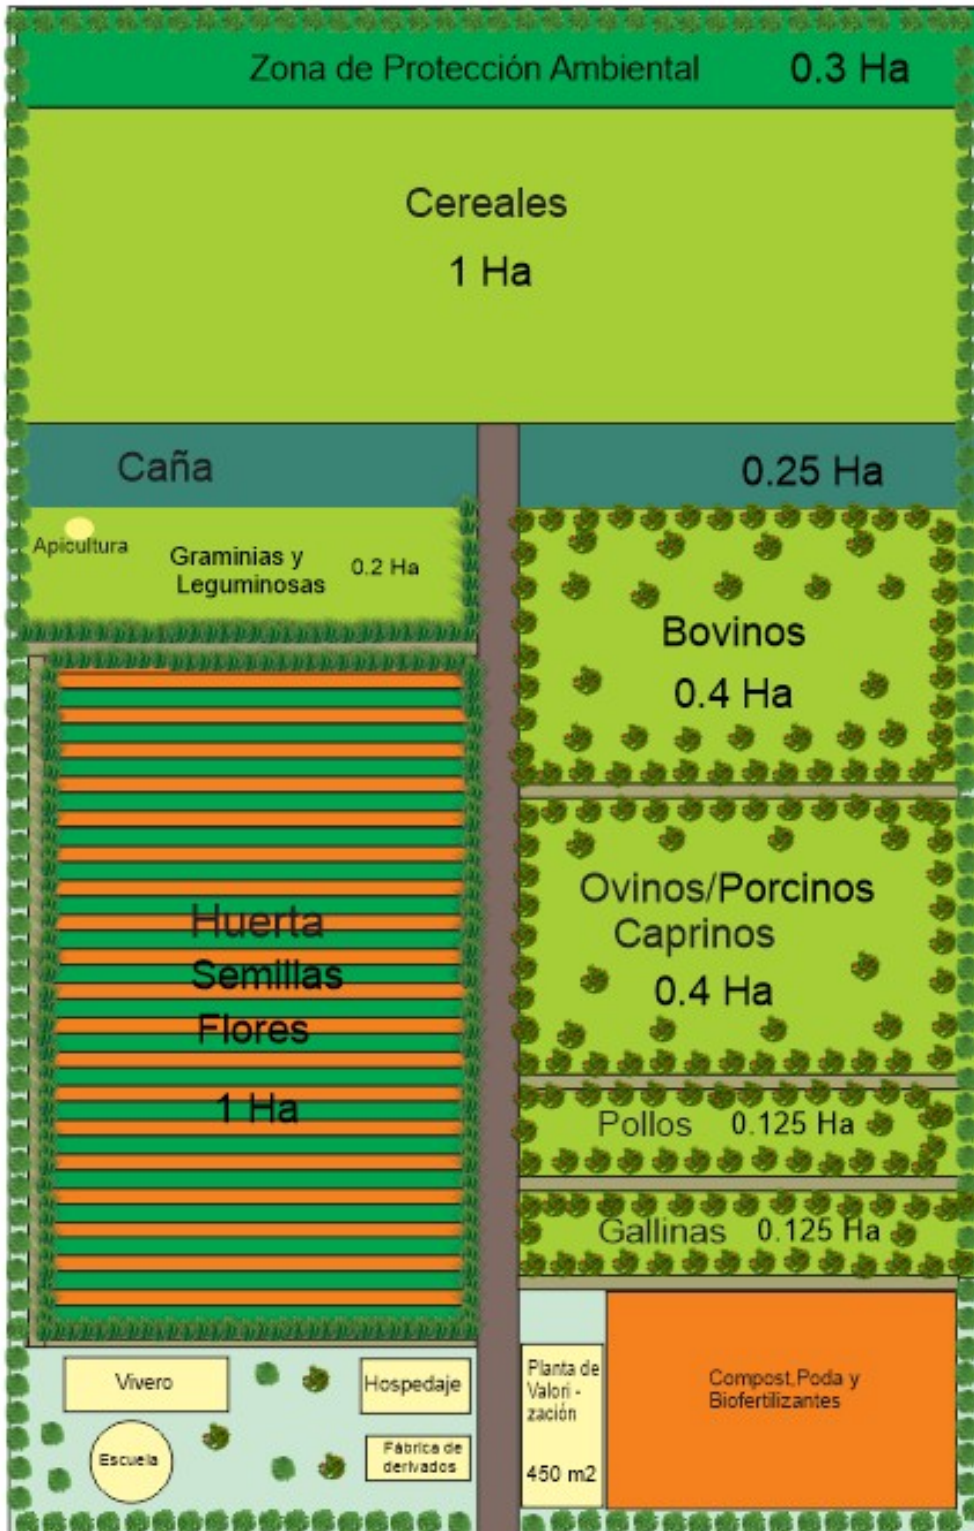 Zona de Protección Ambiental 0.3 Ha
Cereales
1 Ha
Caña 0.25 Ha
Apicultura
Graminias y
Leguminosas
0.2 Ha
Bovinos
0.4 Ha
Ovinos/Porcinos
Caprinos
0.4 Ha
Huerta
Semillas
Flores
1 Ha
Pollos 0.125 Ha
Gallinas 0.125 Ha
Vivero
Hospedaje
Escuela
Fábrica de
derivados
Planta de
Valori -
zación
450 m2
Compost,Poda y
Biofertilizantes